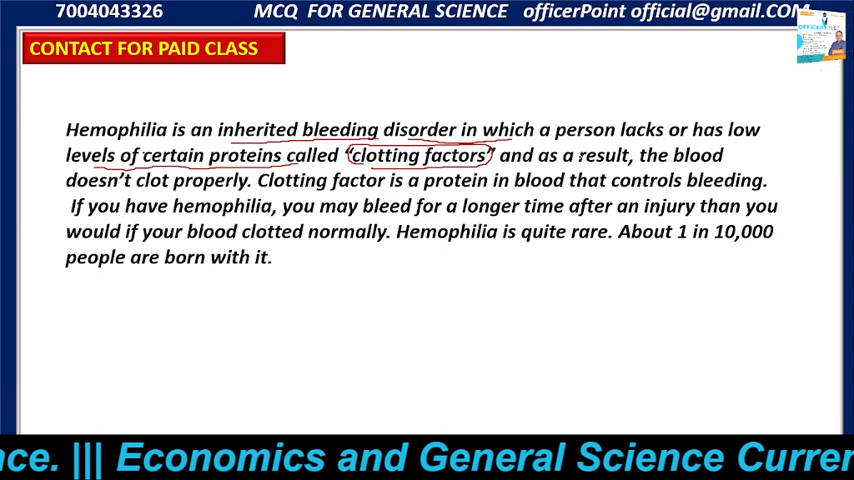 7004043326 MCQ FOR GENERAL SCIENCE officerPoint official@gmail.COM
CONTACT FOR PAID CLASS
Hemophilia is an inherited bleeding disorder in which a person lacks or has low
levels of certain proteins called “clotting factors” and as a result, the blood
doesn’t clot properly. Clotting factor is a protein in blood that controls bleeding.
If you have hemophilia, you may bleed for a longer time after an injury than you
would if your blood clotted normally. Hemophilia is quite rare. About 1 in 10,000
people are born with it.
nce. ||| Economics and General Science Curren